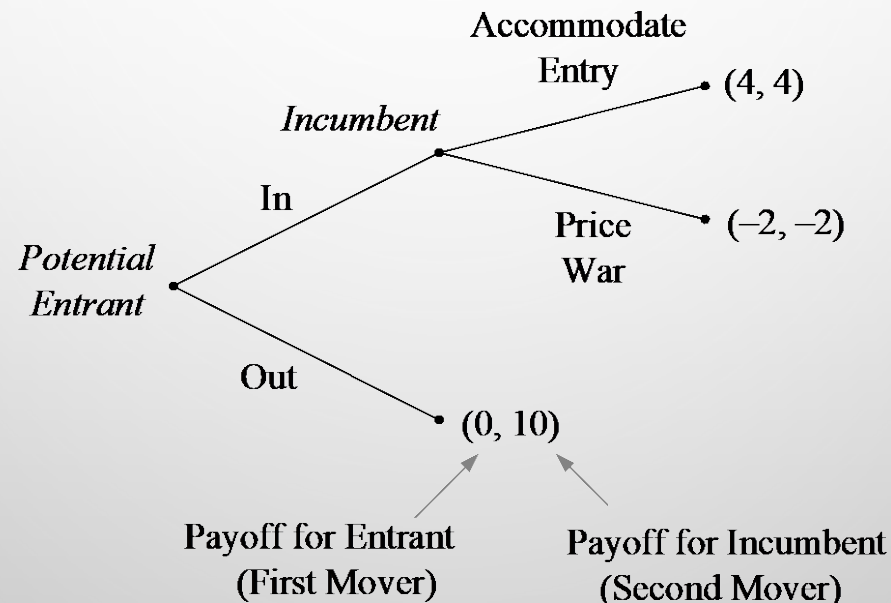 Accommodate
Entry
(4, 4)
Incumbent
In
Price
War
(–2, –2)
Potential
Entrant
Out
(0, 10)
Payoff for Entrant
(First Mover)
Payoff for Incumbent
(Second Mover)